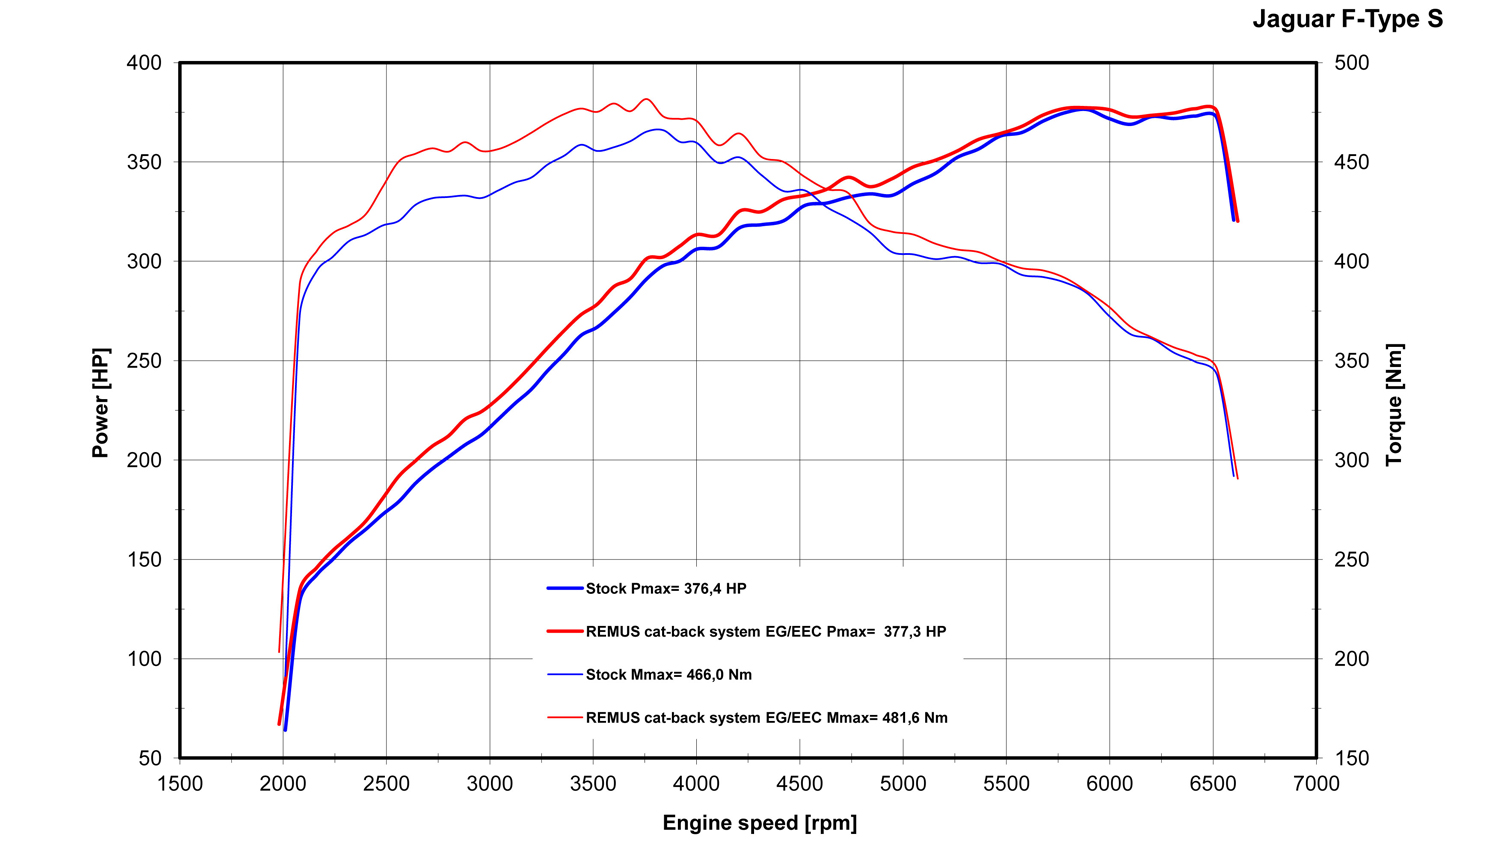 Jaguar F-Type S
400
350
300
250
200
150
100
50
Power [HP]
500
450
400
350
300
250
200
150
Torque [Nm]
Stock Pmax= 376,4 HP
REMUS cat-back system EG/EEC Pmax=  377,3 HP
Stock Mmax= 466,0 Nm
REMUS cat-back system EG/EEC Mmax= 481,6 Nm
1500 2000 2500 3000 3500 4000 4500 5000 5500 6000 6500 7000
Engine speed [rpm]